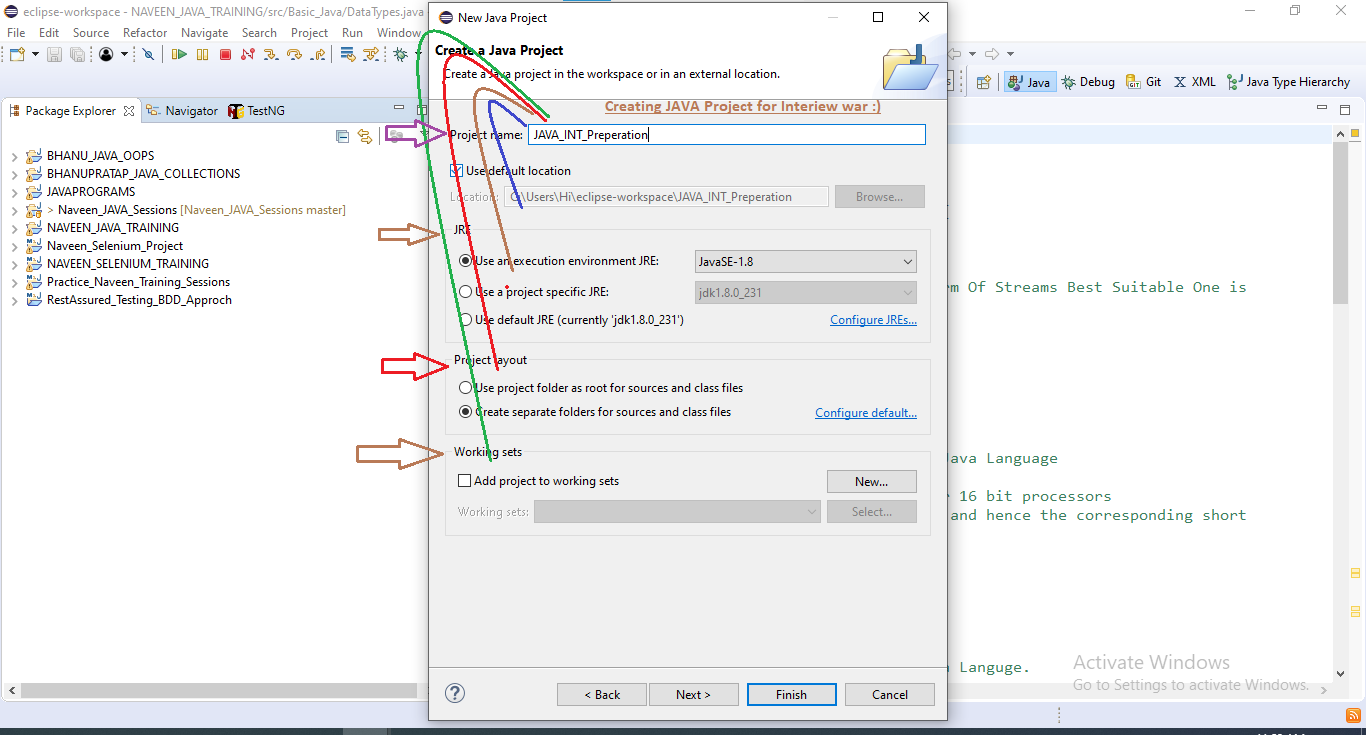 eclipse-workspace - NAVEEN_JAVA_TRAINING/src/Basic_Java/DataTypes.java
File Edit Source Refactor Navigate Search Project Run Window
Java Debug Git XML Java Type Hierarchy
Package Explorer Navigator TestNG
BHANU_JAVA_OOPS
BHANUPRATAP_JAVA_COLLECTIONS
JAVAPROGRAMS
> Naveen_JAVA_Sessions [Naveen_JAVA_Sessions master]
NAVEEN_JAVA_TRAINING
Naveen_Selenium_Project
NAVEEN_SELENIUM_TRAINING
Practice_Naveen_Training_Sessions
RestAssured_Testing_BDD_Approch
New Java Project
Create a Java Project
Create a Java project in the workspace or in an external location.
Creating JAVA Project for Interiew war :)
Project name: JAVA_INT_Preperation
Use default location
Location: C:\Users\Hi\eclipse-workspace\JAVA_INT_Preperation Browse...
JRE
Use an execution environment JRE: JavaSE-1.8
Use a project specific JRE: jdk1.8.0_231
Use default JRE (currently 'jdk1.8.0_231') Configure JREs...
Project layout
Use project folder as root for sources and class files
Create separate folders for sources and class files Configure default...
Working sets
Add project to working sets New...
Working sets: Select...
< Back Next > Finish Cancel
rm Of Streams Best Suitable One is
Java Language
16 bit processors
and hence the corresponding short
Languge.
Activate Windows
Go to Settings to activate Windows.